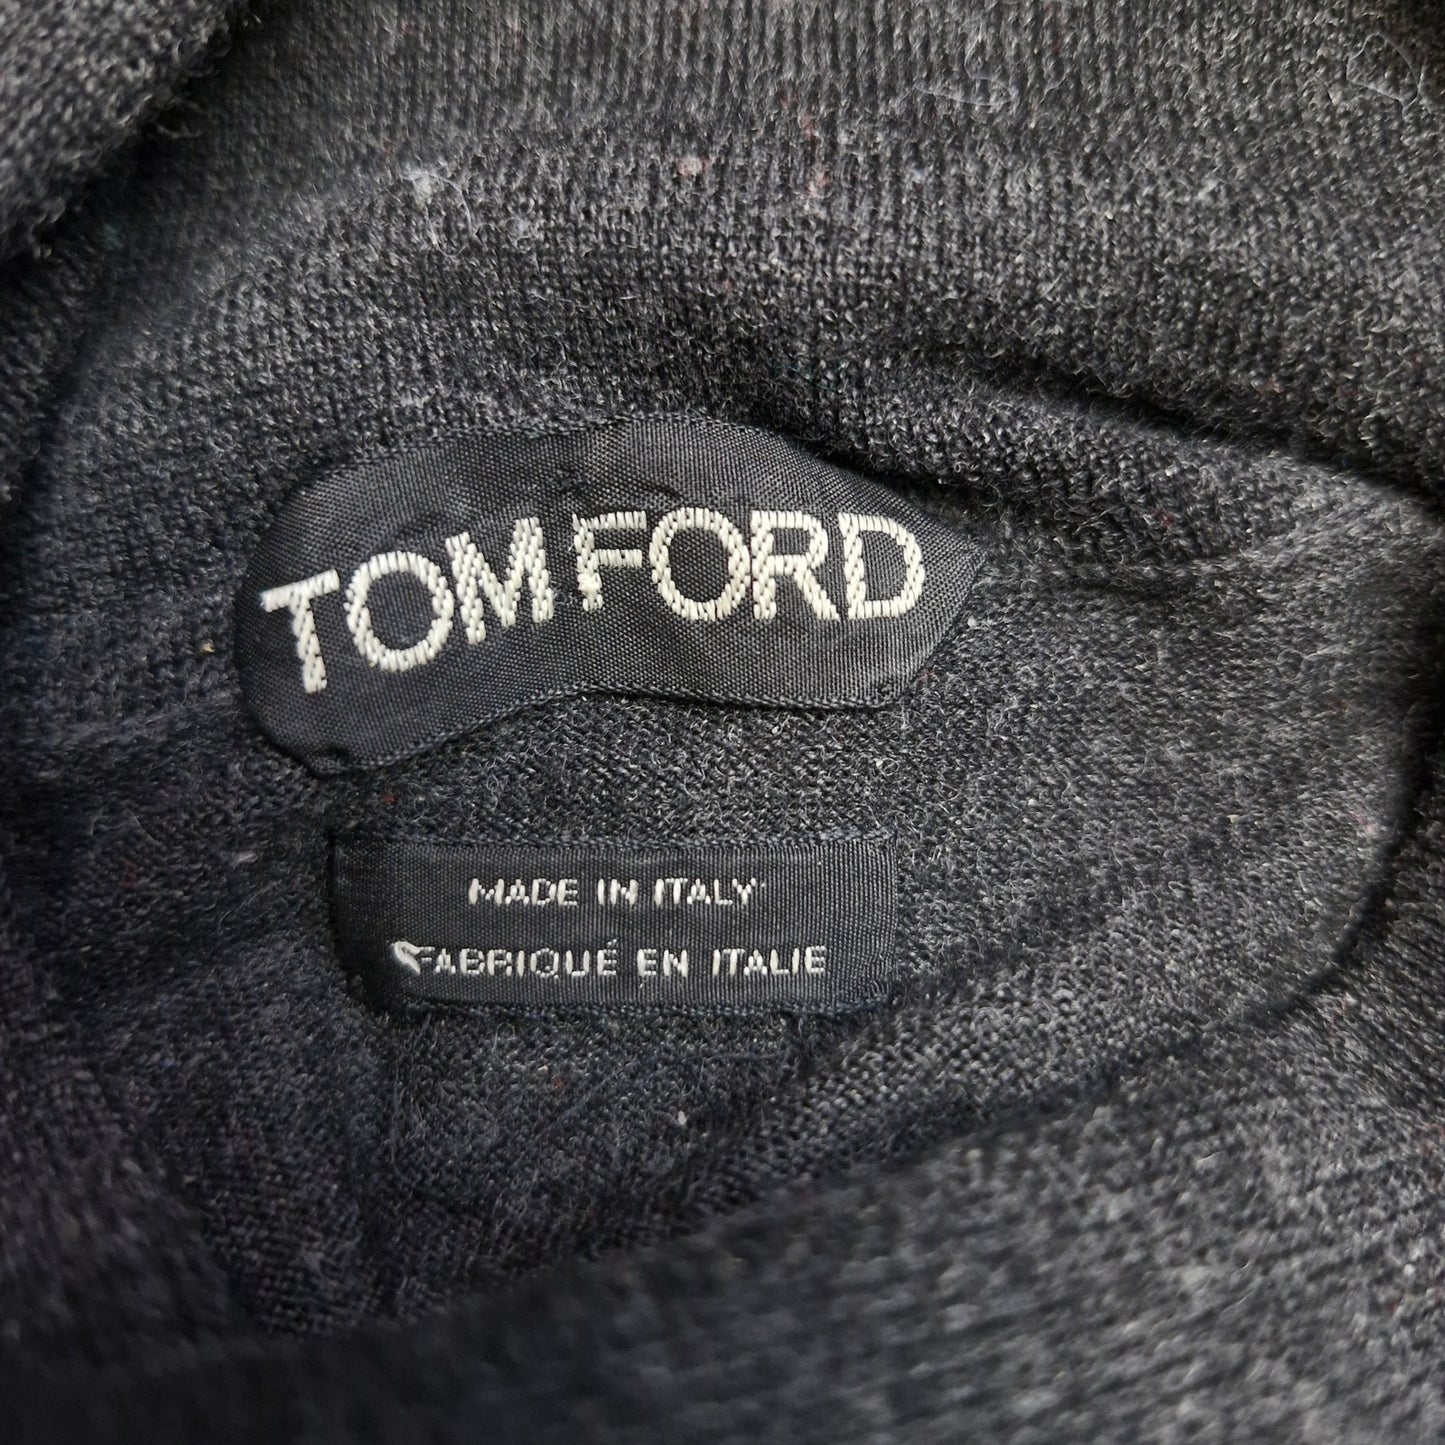 TOM FORD
MADE IN ITALY
FABRIQUÉ EN ITALIE